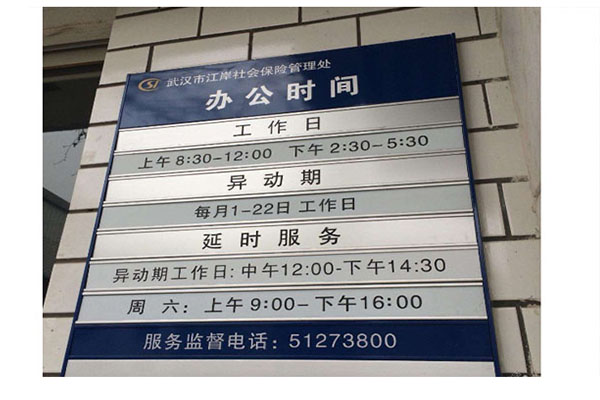 武汉市江岸社会保险管理处
办公时间
工作日
上午8:30-12:00 下午2:30-5:30
异动期
每月1-22日 工作日
延时服务
异动期工作日:中午12:00-下午14:30
周 六: 上午9:00-下午16:00
服务监督电话: 51273800